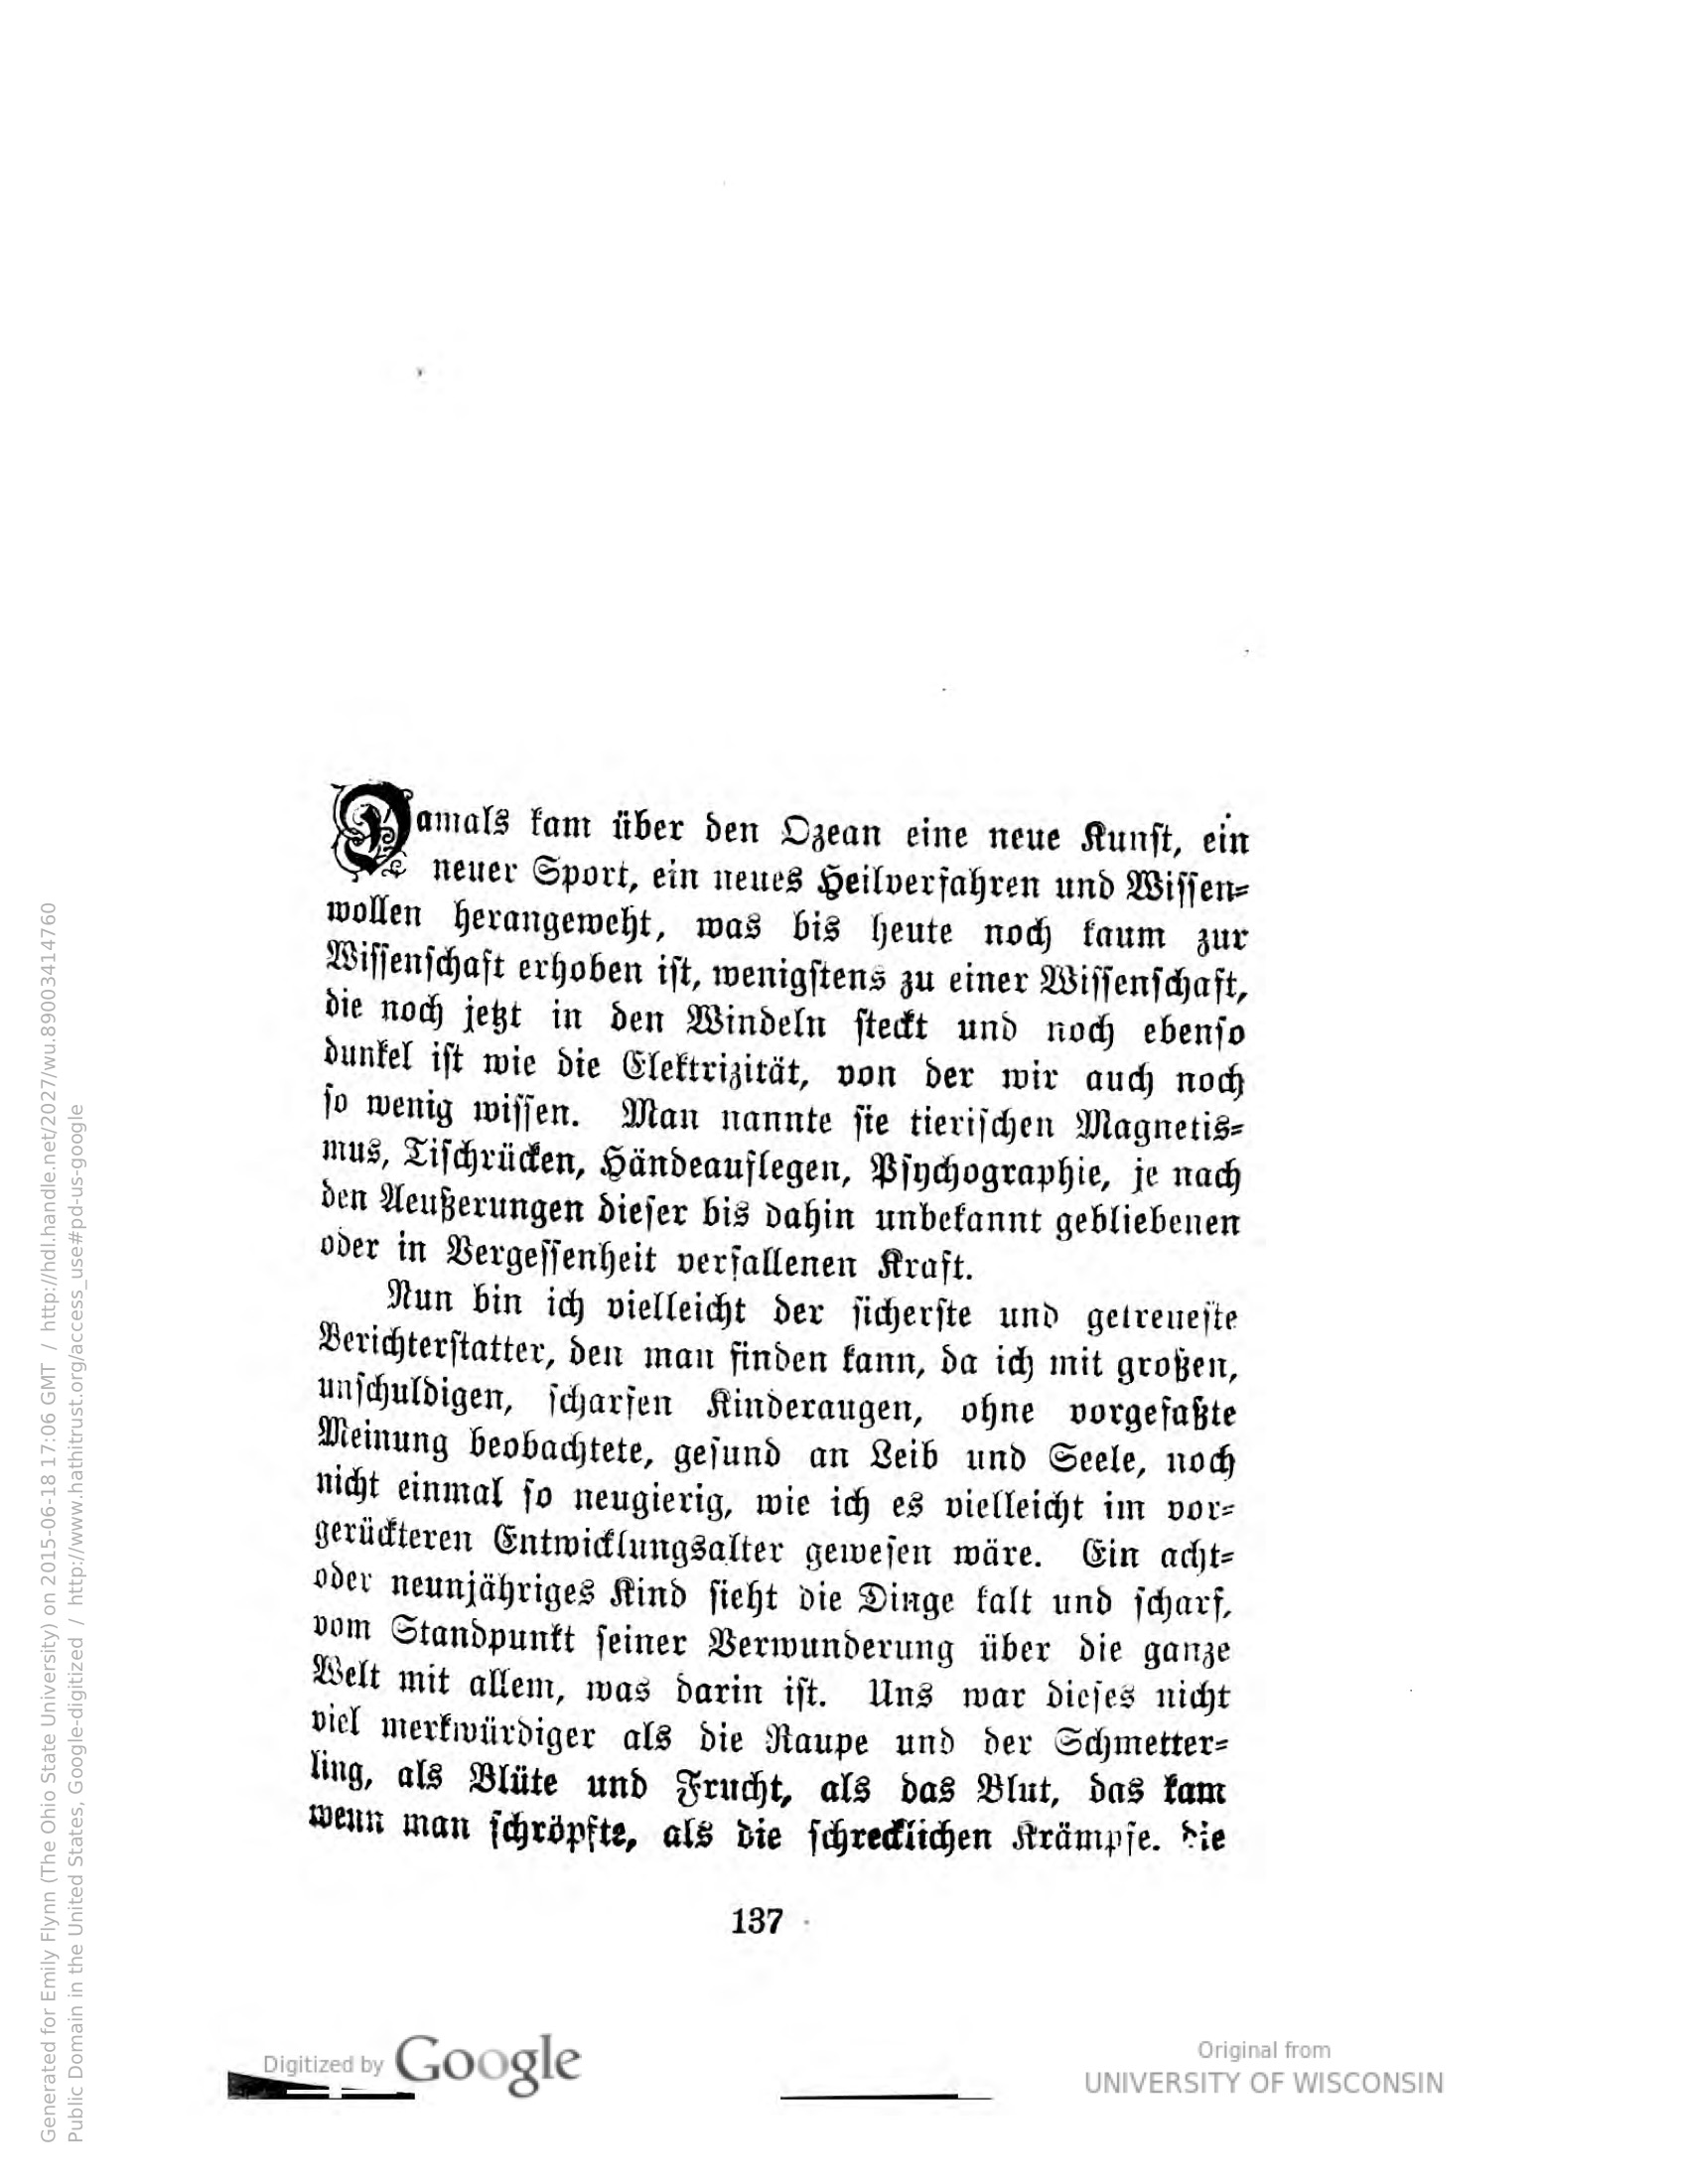 Damals kam über den Ozean eine neue Kunst, ein
neuer Sport, ein neues Heilverfahren und Wissen-
wollen herangeweht, was bis heute noch kaum zur
Wissenschaft erhoben ist, wenigstens zu einer Wissenschaft,
die noch jetzt in den Windeln steckt und noch ebenso
dunkel ist wie die Elektrizität, von der wir auch noch
so wenig wissen. Man nannte sie tierischen Magnetis-
mus, Tischrücken, Händeauflegen, Psychographie, je nach
den Aeußerungen dieser bis dahin unbekannt gebliebenen
oder in Vergessenheit verfallenen Kraft.
Nun bin ich vielleicht der sicherste und getreueste
Berichterstatter, den man finden kann, da ich mit großen,
unschuldigen, scharfen Kinderaugen, ohne vorgefaßte
Meinung beobachtete, gesund an Leib und Seele, noch
nicht einmal so neugierig, wie ich es vielleicht im vor-
gerückteren Entwicklungsalter gewesen wäre. Ein acht-
oder neunjähriges Kind sieht die Dinge kalt und scharf,
vom Standpunkt seiner Verwunderung über die ganze
Welt mit allem, was darin ist. Uns war dieses nicht
viel merkwürdiger als die Raupe und der Schmetter-
ling, als Blüte und Frucht, als das Blut, das kam
wenn man schröpfte, als die schrecklichen Krämpfe. die
137
Digitized by Google
Original from
UNIVERSITY OF WISCONSIN
Generated for Emily Flynn (The Ohio State University) on 2015-06-18 17:06 GMT / http://hdl.handle.net/2027/wu.89003414760
Public Domain in the United States, Google-digitized / http://www.hathitrust.org/access_use#pd-us-google